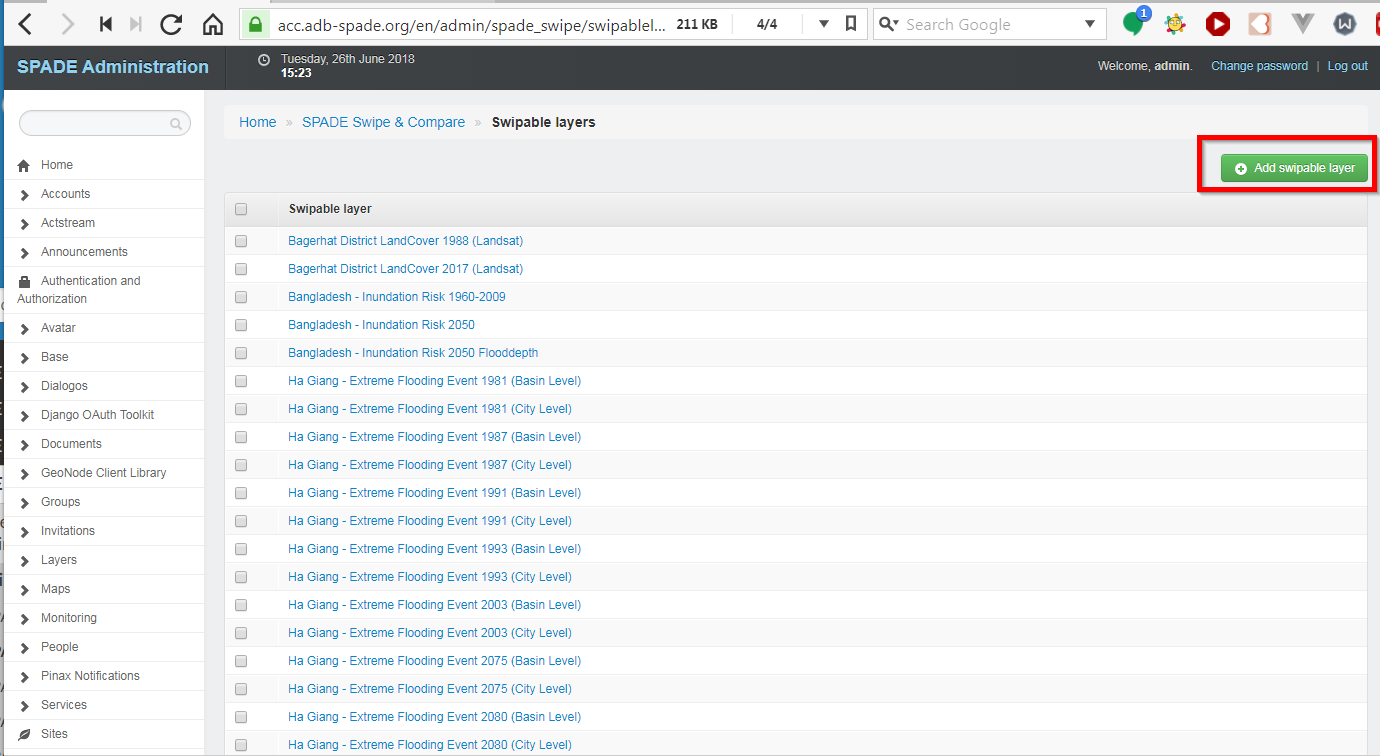 acc.adb-spade.org/en/admin/spade_swipe/swipablel... 211 KB 4/4 Search Google 1
SPADE Administration
Tuesday, 26th June 2018
15:23
Welcome, admin. Change password | Log out
Home » SPADE Swipe & Compare » Swipable layers
Add swipable layer
Home
Accounts
Actstream
Announcements
Authentication and
Authorization
Avatar
Base
Dialogos
Django OAuth Toolkit
Documents
GeoNode Client Library
Groups
Invitations
Layers
Maps
Monitoring
People
Pinax Notifications
Services
Sites
Swipable layer
Bagerhat District LandCover 1988 (Landsat)
Bagerhat District LandCover 2017 (Landsat)
Bangladesh - Inundation Risk 1960-2009
Bangladesh - Inundation Risk 2050
Bangladesh - Inundation Risk 2050 Flooddepth
Ha Giang - Extreme Flooding Event 1981 (Basin Level)
Ha Giang - Extreme Flooding Event 1981 (City Level)
Ha Giang - Extreme Flooding Event 1987 (Basin Level)
Ha Giang - Extreme Flooding Event 1987 (City Level)
Ha Giang - Extreme Flooding Event 1991 (Basin Level)
Ha Giang - Extreme Flooding Event 1991 (City Level)
Ha Giang - Extreme Flooding Event 1993 (Basin Level)
Ha Giang - Extreme Flooding Event 1993 (City Level)
Ha Giang - Extreme Flooding Event 2003 (Basin Level)
Ha Giang - Extreme Flooding Event 2003 (City Level)
Ha Giang - Extreme Flooding Event 2075 (Basin Level)
Ha Giang - Extreme Flooding Event 2075 (City Level)
Ha Giang - Extreme Flooding Event 2080 (Basin Level)
Ha Giang - Extreme Flooding Event 2080 (City Level)